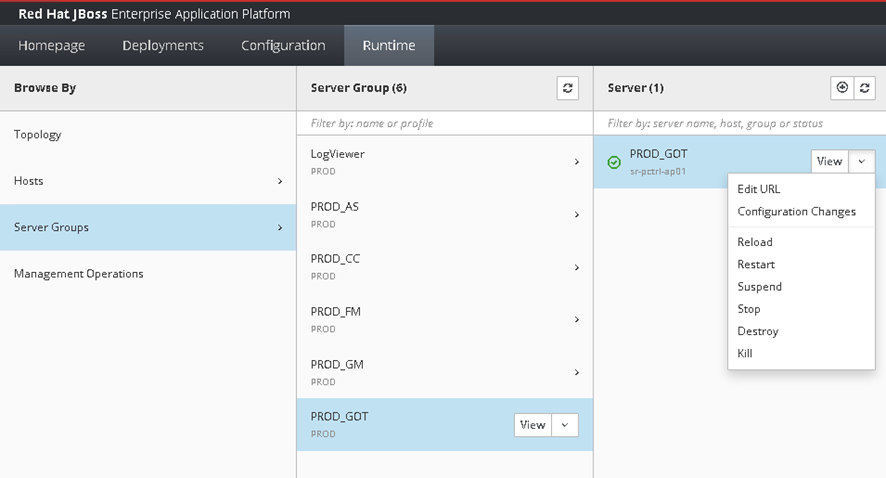 Red Hat JBoss Enterprise Application Platform
Homepage Deployments Configuration Runtime
Browse By
Topology
Hosts
Server Groups
Management Operations
Server Group (6)
Filter by: name or profile
LogViewer
PROD
PROD_AS
PROD
PROD_CC
PROD
PROD_FM
PROD
PROD_GM
PROD
PROD_GOT
PROD
View
Server (1)
Filter by: server name, host, group or status
PROD_GOT
sr-pctrl-ap01
View
Edit URL
Configuration Changes
Reload
Restart
Suspend
Stop
Destroy
Kill